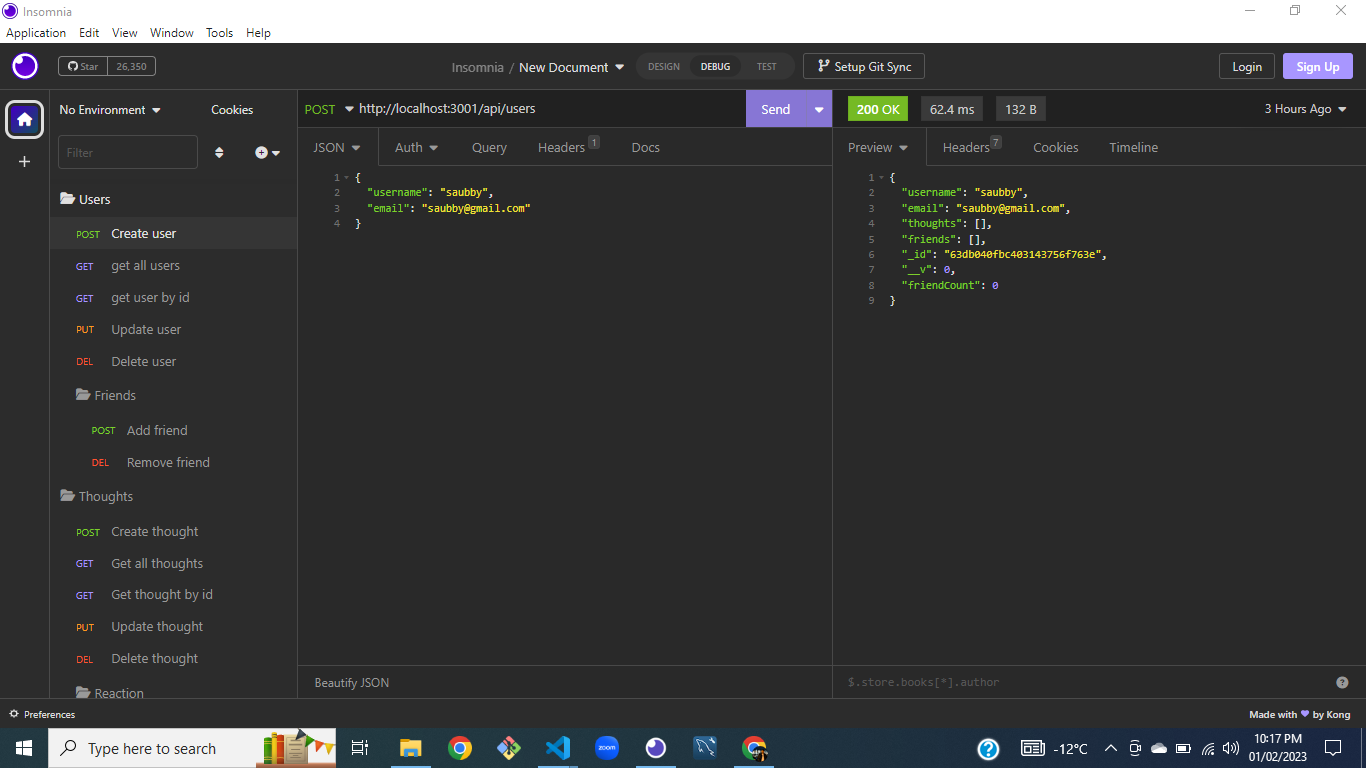 Insomnia
Application Edit View Window Tools Help
Star 26,350
Insomnia / New Document
DESIGN DEBUG TEST
Setup Git Sync
Login
Sign Up
No Environment Cookies
Filter
Users
POST Create user
GET get all users
GET get user by id
PUT Update user
DEL Delete user
Friends
POST Add friend
DEL Remove friend
Thoughts
POST Create thought
GET Get all thoughts
GET Get thought by id
PUT Update thought
DEL Delete thought
Reaction
POST http://localhost:3001/api/users Send
JSON Auth Query Headers 1 Docs
1 {
2 "username": "saubby",
3 "email": "saubby@gmail.com"
4 }
Beautify JSON
200 OK 62.4 ms 132 B 3 Hours Ago
Preview Headers 7 Cookies Timeline
1 {
2 "username": "saubby",
3 "email": "saubby@gmail.com",
4 "thoughts": [],
5 "friends": [],
6 "_id": "63db040fbc403143756f763e",
7 "__v": 0,
8 "friendCount": 0
9 }
$.store.books[*].author
Preferences
Made with by Kong
Type here to search
zoom
-12°C
10:17 PM
01/02/2023